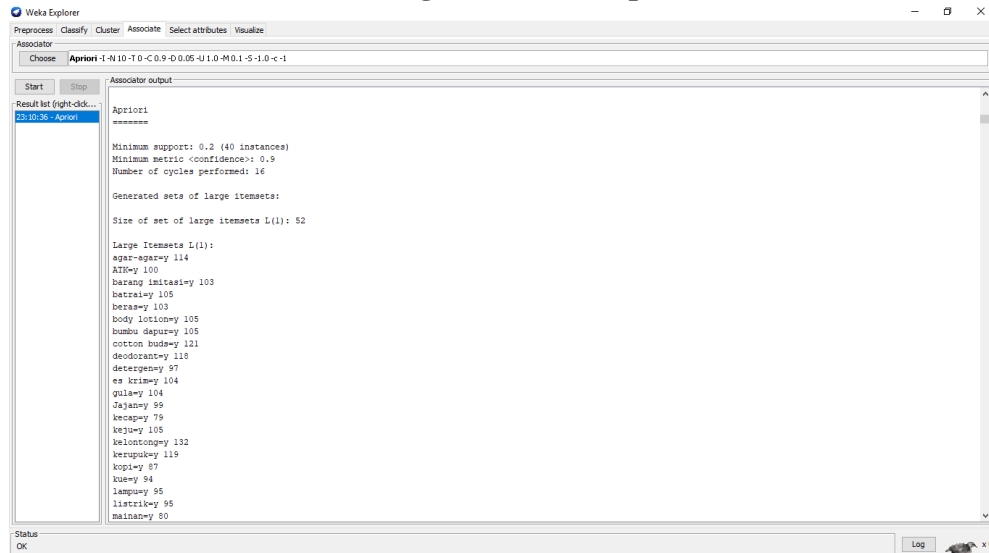 Weka Explorer
Preprocess Classify Cluster Associate Select attributes Visualize
Associator
Choose Apriori -I -N 10 -T 0 -C 0.9 -D 0.05 -U 1.0 -M 0.1 -S -1.0 -c -1
Start Stop
Result list (right-click...
23:10:36 - Apriori
Associator output
Apriori
=======
Minimum support: 0.2 (40 instances)
Minimum metric <confidence>: 0.9
Number of cycles performed: 16
Generated sets of large itemsets:
Size of set of large itemsets L(1): 52
Large Itemsets L(1):
agar-agar=y 114
ATK=y 100
barang imitasi=y 103
batrai=y 105
beras=y 103
body lotion=y 105
bumbu dapur=y 105
cotton buds=y 121
deodorant=y 118
detergen=y 97
es krim=y 104
gula=y 104
Jajan=y 99
kecap=y 79
keju=y 105
kelontong=y 132
kerupuk=y 119
kopi=y 87
kue=y 94
lampu=y 95
listrik=y 95
mainan=y 80
Status
OK
Log
x